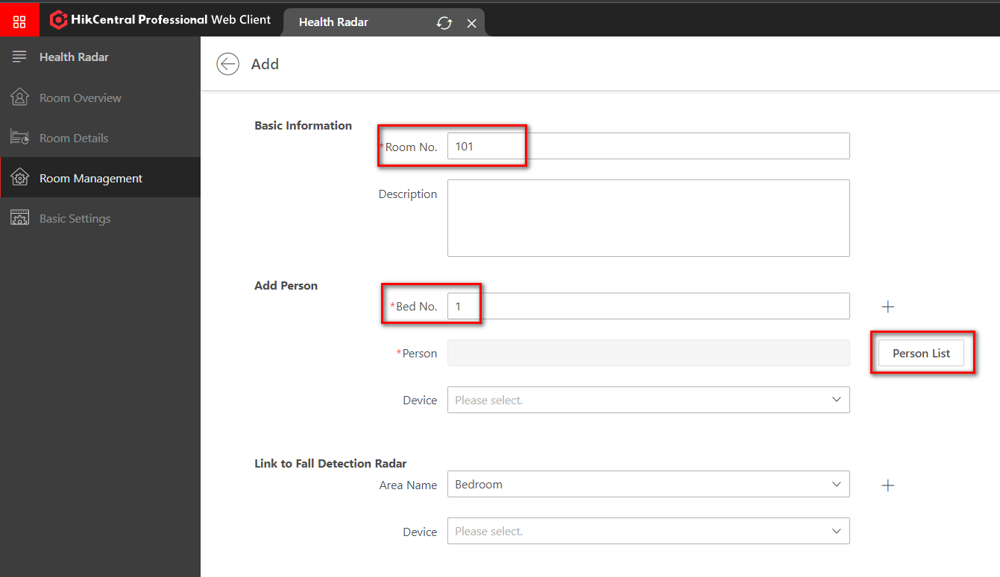 HikCentral Professional Web Client
Health Radar
Health Radar
Room Overview
Room Details
Room Management
Basic Settings
Add
Basic Information
*Room No. 101
Description
Add Person
*Bed No. 1
*Person
Person List
Device Please select.
Link to Fall Detection Radar
Area Name Bedroom
Device Please select.